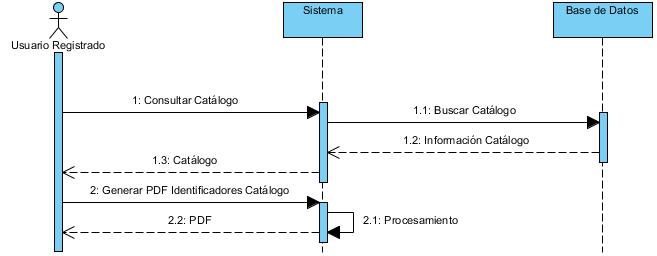 Sistema
Base de Datos
Usuario Registrado
1: Consultar Catálogo
1.1: Buscar Catálogo
1.2: Información Catálogo
1.3: Catálogo
2: Generar PDF Identificadores Catálogo
2.1: Procesamiento
2.2: PDF